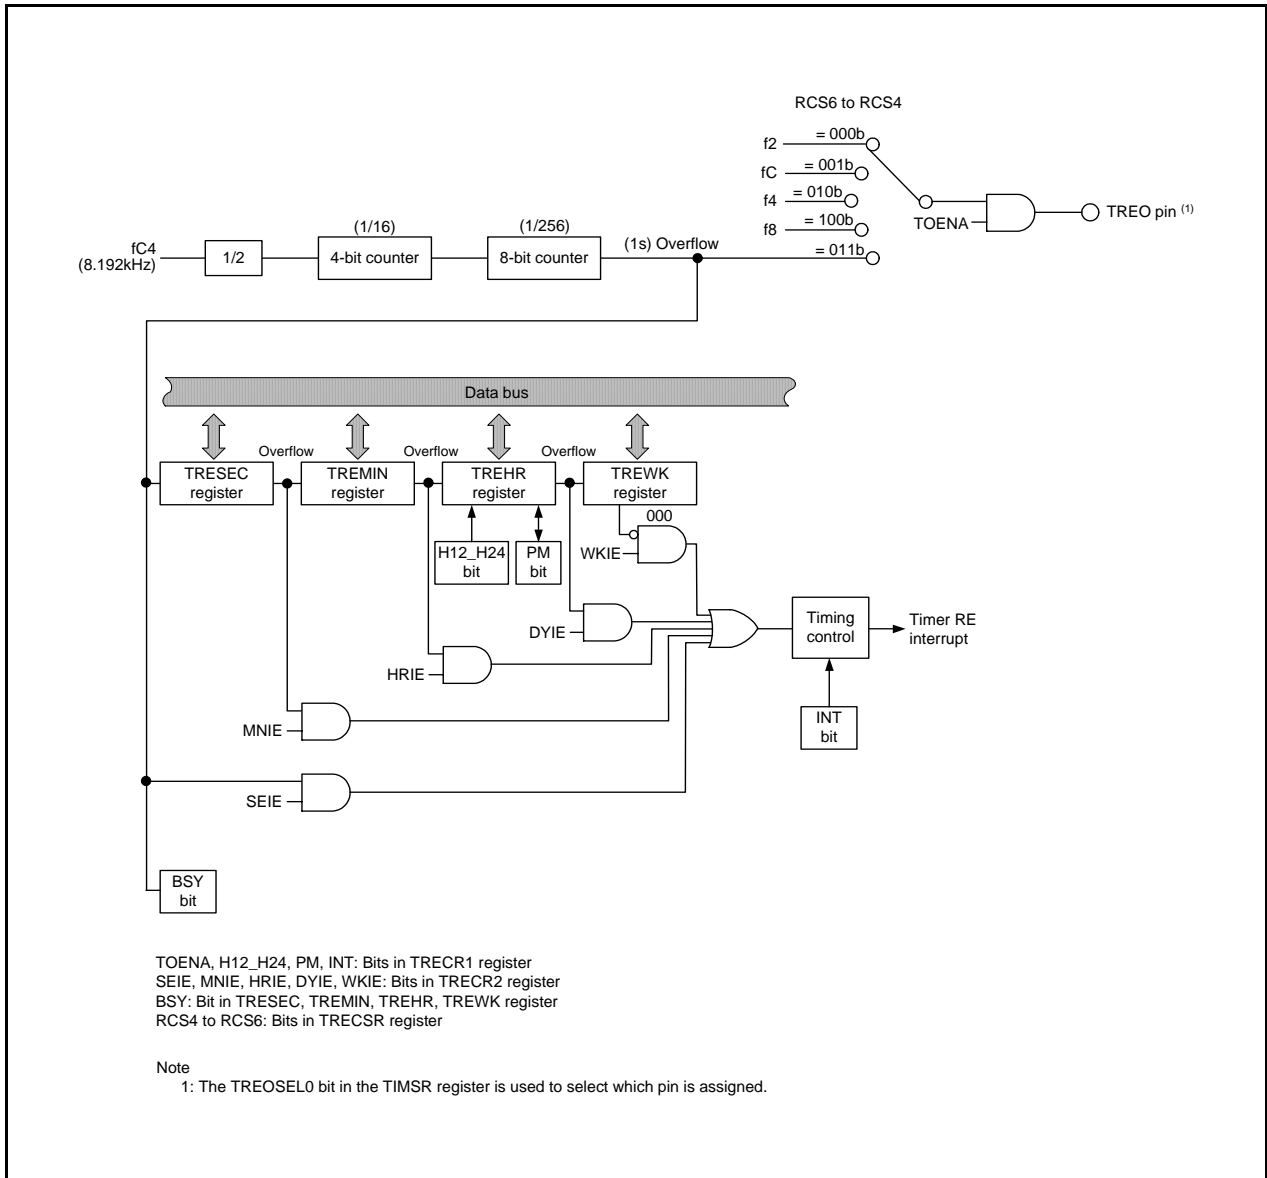 RCS6 to RCS4
f2 = 000b
fC = 001b
f4 = 010b
TOENA
TREO pin (1)
f8 = 100b
= 011b
fC4
(8.192kHz)
1/2
(1/16)
4-bit counter
(1/256)
8-bit counter
(1s) Overflow
Data bus
Overflow
Overflow
Overflow
TRESEC
register
TREMIN
register
TREHR
register
TREWK
register
000
H12_H24
bit
PM
bit
WKIE
DYIE
HRIE
MNIE
SEIE
Timing
control
Timer RE
interrupt
INT
bit
BSY
bit
TOENA, H12_H24, PM, INT: Bits in TRECR1 register
SEIE, MNIE, HRIE, DYIE, WKIE: Bits in TRECR2 register
BSY: Bit in TRESEC, TREMIN, TREHR, TREWK register
RCS4 to RCS6: Bits in TRECSR register
Note
1: The TREOSEL0 bit in the TIMSR register is used to select which pin is assigned.